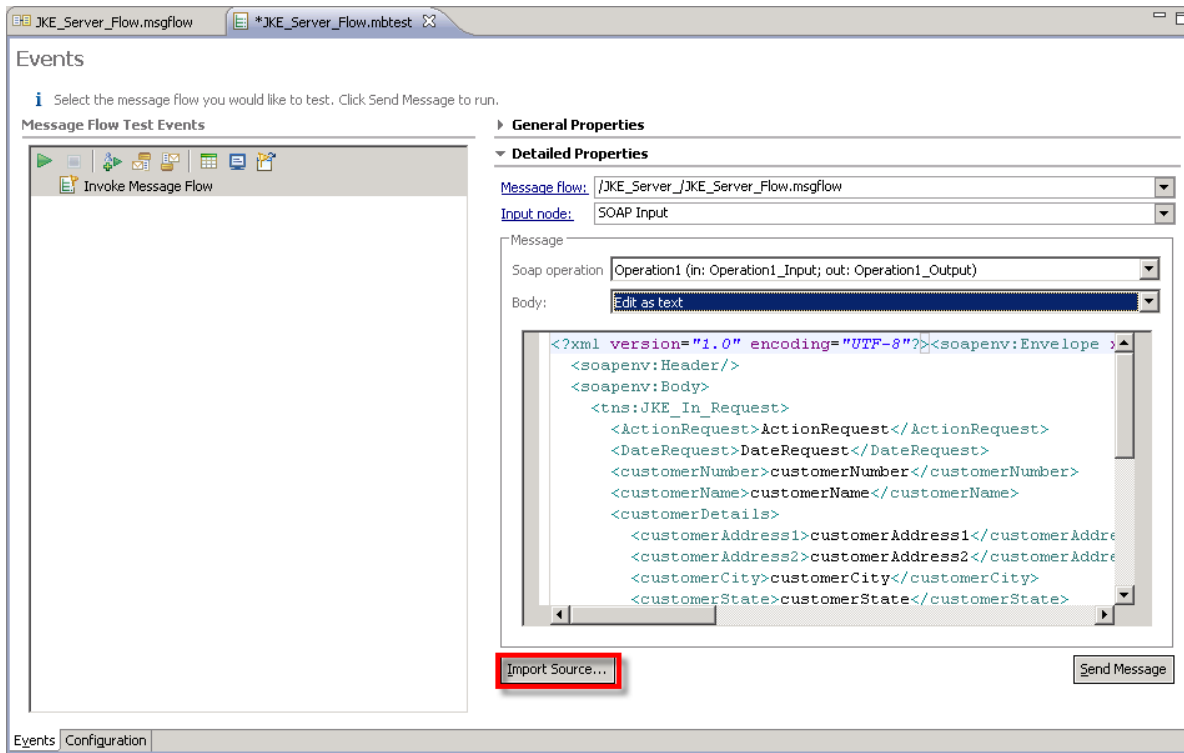 JKE_Server_Flow.msgflow *JKE_Server_Flow.mbtest
Events
i Select the message flow you would like to test. Click Send Message to run.
Message Flow Test Events
Invoke Message Flow
General Properties
Detailed Properties
Message flow: /JKE_Server_/JKE_Server_Flow.msgflow
Input node: SOAP Input
Message
Soap operation Operation1 (in: Operation1_Input; out: Operation1_Output)
Body: Edit as text
<?xml version="1.0" encoding="UTF-8"?><soapenv:Envelope
<soapenv:Header/>
<soapenv:Body>
<tns:JKE_In_Request>
<ActionRequest>ActionRequest</ActionRequest>
<DateRequest>DateRequest</DateRequest>
<customerNumber>customerNumber</customerNumber>
<customerName>customerName</customerName>
<customerDetails>
<customerAddress1>customerAddress1</customerAddre
<customerAddress2>customerAddress2</customerAddre
<customerCity>customerCity</customerCity>
<customerState>customerState</customerState>
Import Source... Send Message
Events Configuration